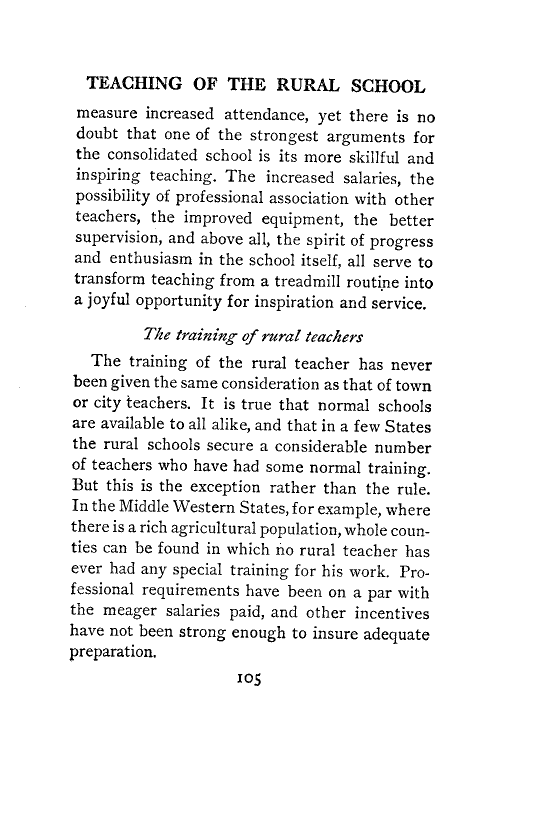 TEACHING OF THE RURAL SCHOOL
measure increased attendance, yet there is no
doubt that one of the strongest arguments for
the consolidated school is its more skillful and
inspiring teaching. The increased salaries, the
possibility of professional association with other
teachers, the improved equipment, the better
supervision, and above all, the spirit of progress
and enthusiasm in the school itself, all serve to
transform teaching from a treadmill routine into
a joyful opportunity for inspiration and service.
The training of rural teachers
The training of the rural teacher has never
been given the same consideration as that of town
or city teachers. It is true that normal schools
are available to all alike, and that in a few States
the rural schools secure a considerable number
of teachers who have had some normal training.
But this is the exception rather than the rule.
In the Middle Western States, for example, where
there is a rich agricultural population, whole coun-
ties can be found in which no rural teacher has
ever had any special training for his work. Pro-
fessional requirements have been on a par with
the meager salaries paid, and other incentives
have not been strong enough to insure adequate
preparation.
105